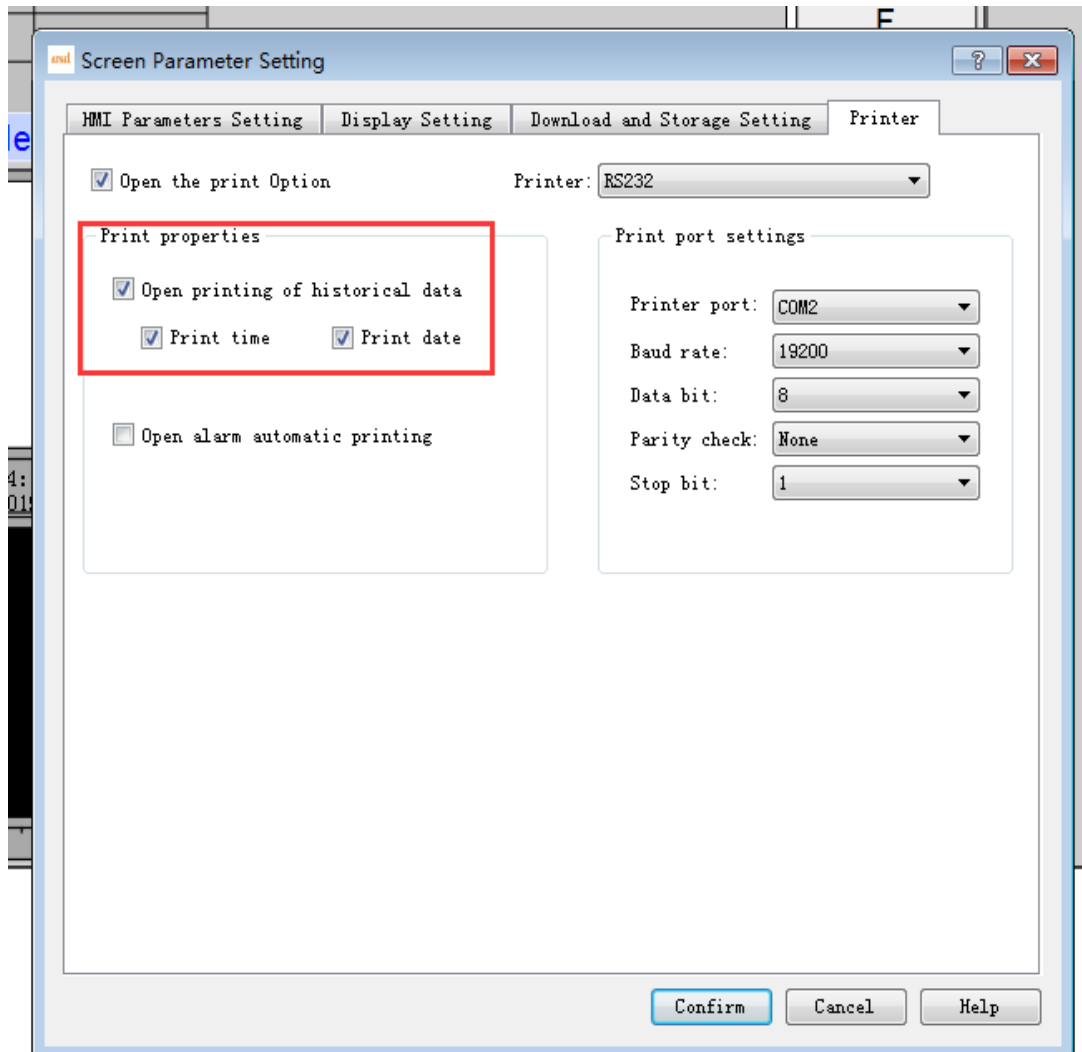 F
Screen Parameter Setting
HMI Parameters Setting Display Setting Download and Storage Setting Printer
le
Open the print Option Printer: RS232
Print properties Print port settings
Open printing of historical data
Printer port: COM2
Print time Print date
Baud rate: 19200
Data bit: 8
Open alarm automatic printing
Parity check: None
4:
Stop bit: 1
Confirm Cancel Help